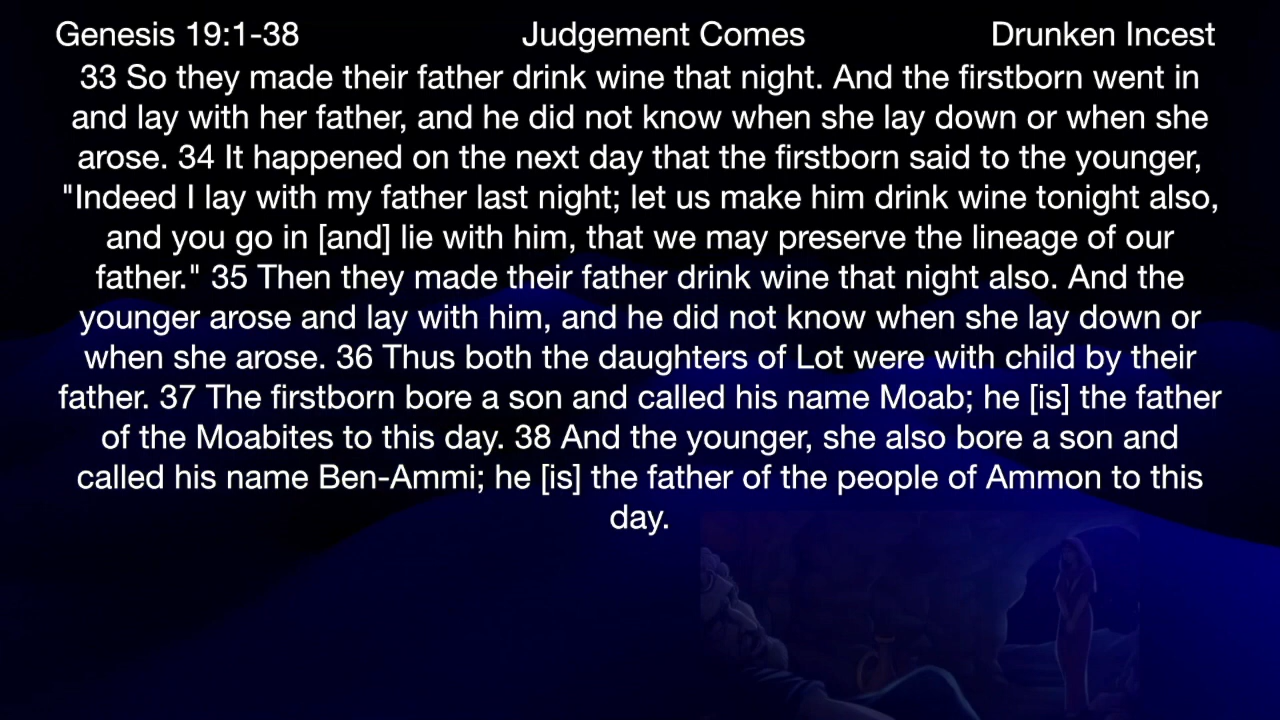 Genesis 19:1-38 Judgement Comes Drunken Incest
33 So they made their father drink wine that night. And the firstborn went in
and lay with her father, and he did not know when she lay down or when she
arose. 34 It happened on the next day that the firstborn said to the younger,
"Indeed I lay with my father last night; let us make him drink wine tonight also,
and you go in [and] lie with him, that we may preserve the lineage of our
father." 35 Then they made their father drink wine that night also. And the
younger arose and lay with him, and he did not know when she lay down or
when she arose. 36 Thus both the daughters of Lot were with child by their
father. 37 The firstborn bore a son and called his name Moab; he [is] the father
of the Moabites to this day. 38 And the younger, she also bore a son and
called his name Ben-Ammi; he [is] the father of the people of Ammon to this
day.